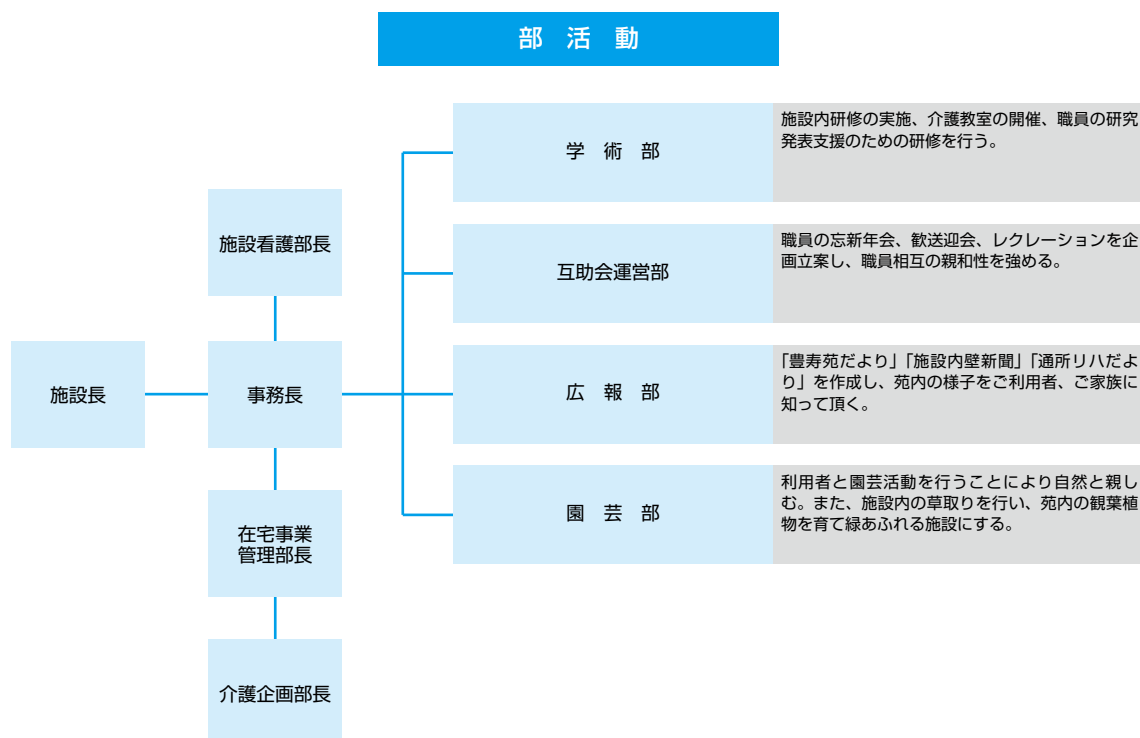 部 活 動
学 術 部
施設内研修の実施、介護教室の開催、職員の研究
発表支援のための研修を行う。
施設看護部長
互助会運営部
職員の忘新年会、歓送迎会、レクレーションを企
画立案し、職員相互の親和性を強める。
施設長
事務長
広 報 部
「豊寿苑だより」「施設内壁新聞」「通所リハだよ
り」を作成し、苑内の様子をご利用者、ご家族に
知って頂く。
在宅事業
管理部長
園 芸 部
利用者と園芸活動を行うことにより自然と親し
む。また、施設内の草取りを行い、苑内の観葉植
物を育て緑あふれる施設にする。
介護企画部長